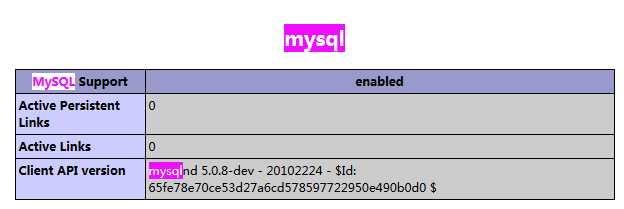 mysql
MySQL Support enabled
Active Persistent
Links 0
Active Links 0
Client API version mysqlnd 5.0.8-dev - 20102224 - $Id:
65fe78e70ce53d27a6cd578597722950e490b0d0 $